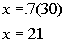 x = .7(30)
x = 21